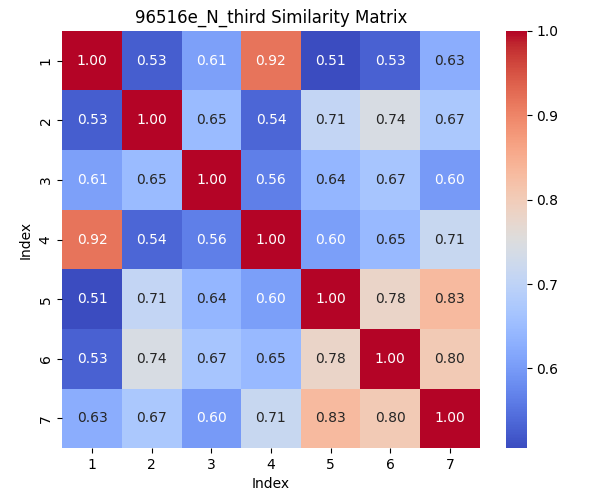 96516e_N_third Similarity Matrix
1 1.00 0.53 0.61 0.92 0.51 0.53 0.63
2 0.53 1.00 0.65 0.54 0.71 0.74 0.67
3 0.61 0.65 1.00 0.56 0.64 0.67 0.60
4 0.92 0.54 0.56 1.00 0.60 0.65 0.71
5 0.51 0.71 0.64 0.60 1.00 0.78 0.83
6 0.53 0.74 0.67 0.65 0.78 1.00 0.80
7 0.63 0.67 0.60 0.71 0.83 0.80 1.00
1 2 3 4 5 6 7
Index
Index
1.0
0.9
0.8
0.7
0.6